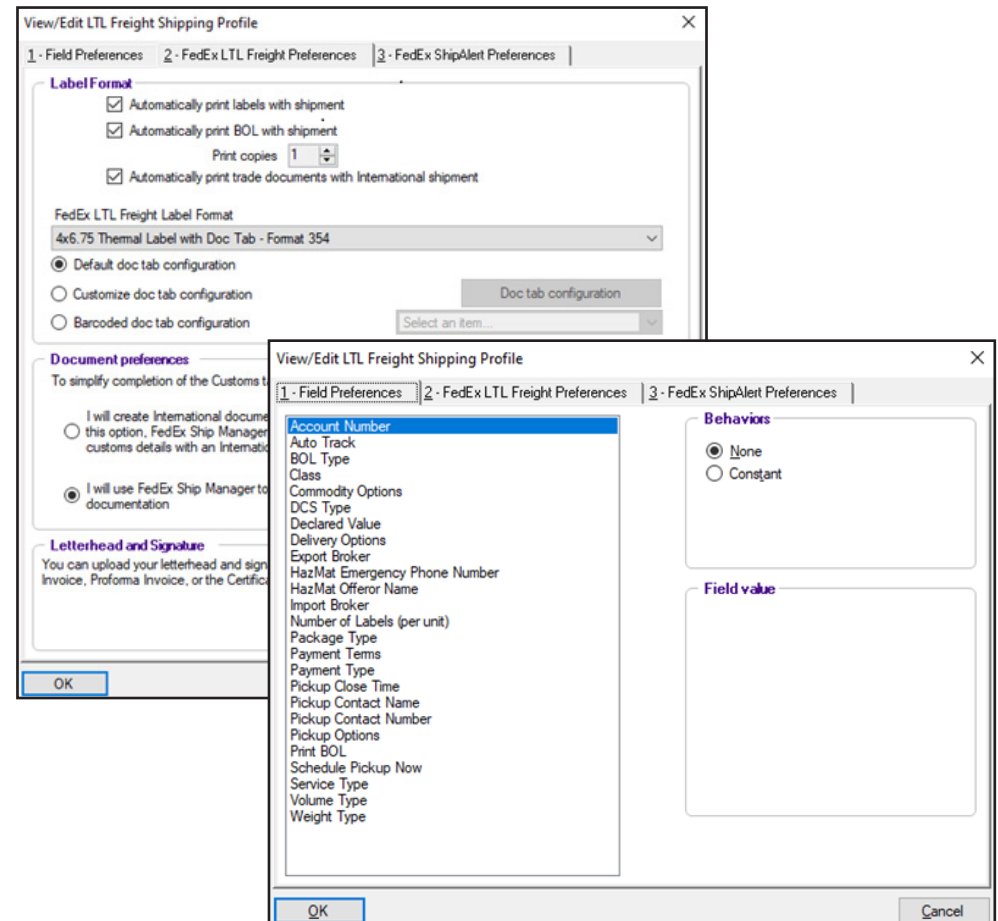 View/Edit LTL Freight Shipping Profile
1 - Field Preferences 2 - FedEx LTL Freight Preferences 3 - FedEx ShipAlert Preferences
Label Format
Automatically print labels with shipment
Automatically print BOL with shipment
Print copies 1
Automatically print trade documents with International shipment
FedEx LTL Freight Label Format
4x6.75 Thermal Label with Doc Tab - Format 354
Default doc tab configuration
Customize doc tab configuration Doc tab configuration
Barcoded doc tab configuration Select an item...
Document preferences
To simplify completion of the Customs
I will create International
this option, FedEx Ship Manager
customs details with an
I will use FedEx Ship Manager to
documentation
Letterhead and Signature
You can upload your letterhead and
Invoice, Proforma Invoice, or the
OK
View/Edit LTL Freight Shipping Profile
1 - Field Preferences 2 - FedEx LTL Freight Preferences 3 - FedEx ShipAlert Preferences
Account Number
Auto Track
BOL Type
Class
Commodity Options
DCS Type
Declared Value
Delivery Options
Export Broker
HazMat Emergency Phone Number
HazMat Offeror Name
Import Broker
Number of Labels (per unit)
Package Type
Payment Terms
Payment Type
Pickup Close Time
Pickup Contact Name
Pickup Contact Number
Pickup Options
Print BOL
Schedule Pickup Now
Service Type
Volume Type
Weight Type
Behaviors
None
Constant
Field value
OK Cancel